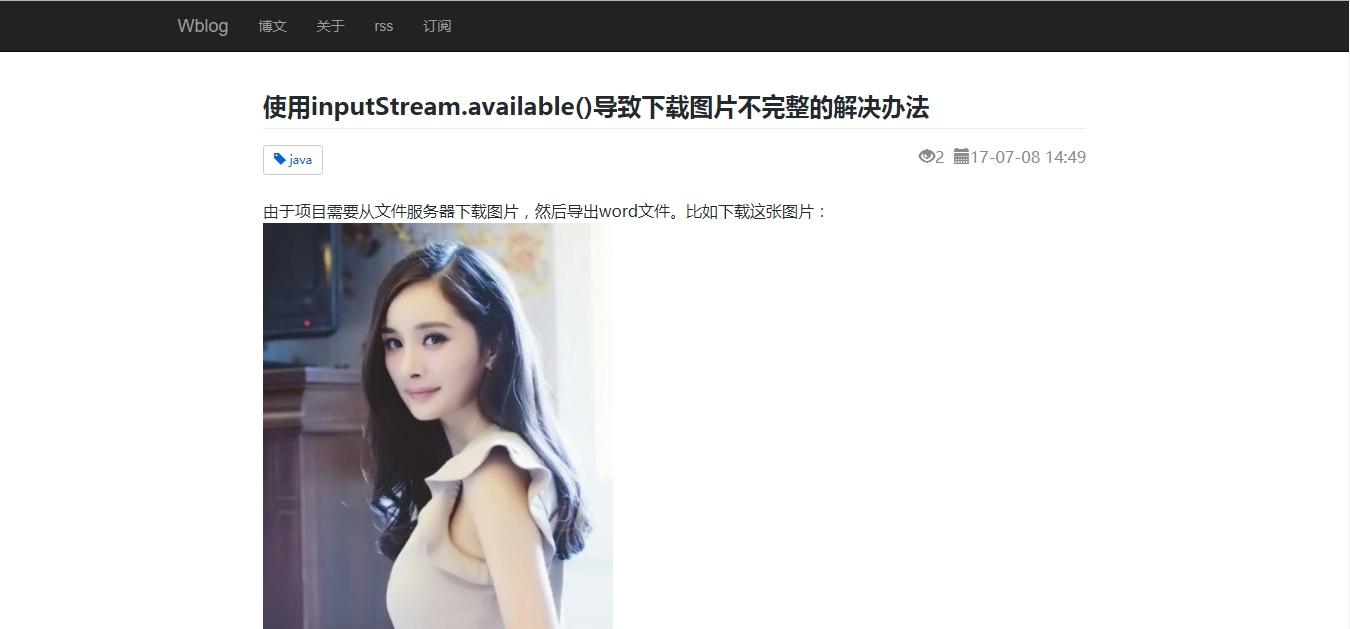 Wblog 博文 关于 rss 订阅
使用inputStream.available()导致下载图片不完整的解决办法
java 2 17-07-08 14:49
由于项目需要从文件服务器下载图片，然后导出word文件。比如下载这张图片：